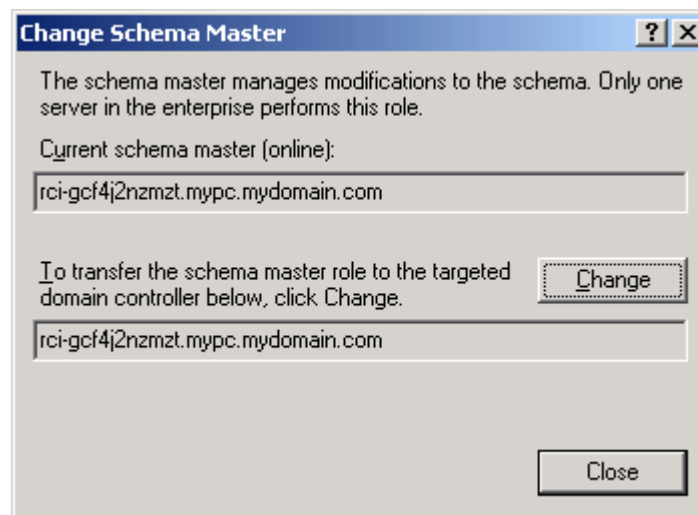 Change Schema Master
The schema master manages modifications to the schema. Only one
server in the enterprise performs this role.
Current schema master (online):
rci-gcf4j2nzmzt.mypc.mydomain.com
To transfer the schema master role to the targeted
domain controller below, click Change.
Change
rci-gcf4j2nzmzt.mypc.mydomain.com
Close